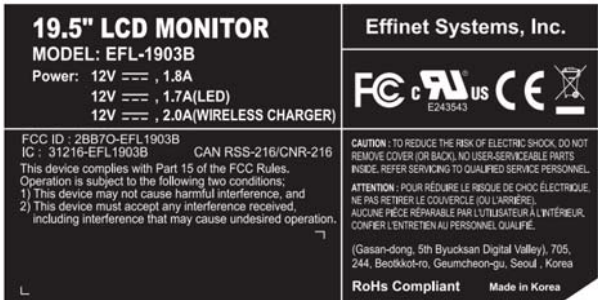 19.5" LCD MONITOR
MODEL: EFL-1903B
Power: 12V ⎓ , 1.8A
12V ⎓ , 1.7A(LED)
12V ⎓ , 2.0A(WIRELESS CHARGER)
FCC ID : 2BB7O-EFL1903B
IC : 31216-EFL1903B CAN RSS-216/CNR-216
This device complies with Part 15 of the FCC Rules.
Operation is subject to the following two conditions;
1) This device may not cause harmful interference, and
2) This device must accept any interference received,
including interference that may cause undesired operation.
Effinet Systems, Inc.
FC C RU US CE
E243543
CAUTION : TO REDUCE THE RISK OF ELECTRIC SHOCK, DO NOT
REMOVE COVER (OR BACK). NO USER-SERVICEABLE PARTS
INSIDE. REFER SERVICING TO QUALIFIED SERVICE PERSONNEL.
ATTENTION : POUR RÉDUIRE LE RISQUE DE CHOC ÉLECTRIQUE,
NE PAS RETIRER LE COUVERCLE (OU L'ARRIÈRE).
AUCUNE PIÈCE RÉPARABLE PAR L'UTILISATEUR À L'INTÉRIEUR.
CONFIER L'ENTRETIEN AU PERSONNEL QUALIFIÉ.
(Gasan-dong, 5th Byucksan Digital Valley), 705,
244, Beotkkot-ro, Geumcheon-gu, Seoul , Korea
RoHs Compliant Made in Korea